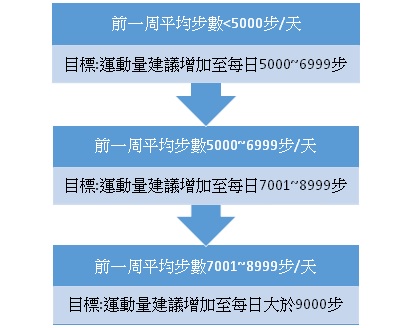 前一周平均步數<5000步/天
目標:運動量建議增加至每日5000~6999步
前一周平均步數5000~6999步/天
目標:運動量建議增加至每日7001~8999步
前一周平均步數7001~8999步/天
目標:運動量建議增加至每日大於9000步